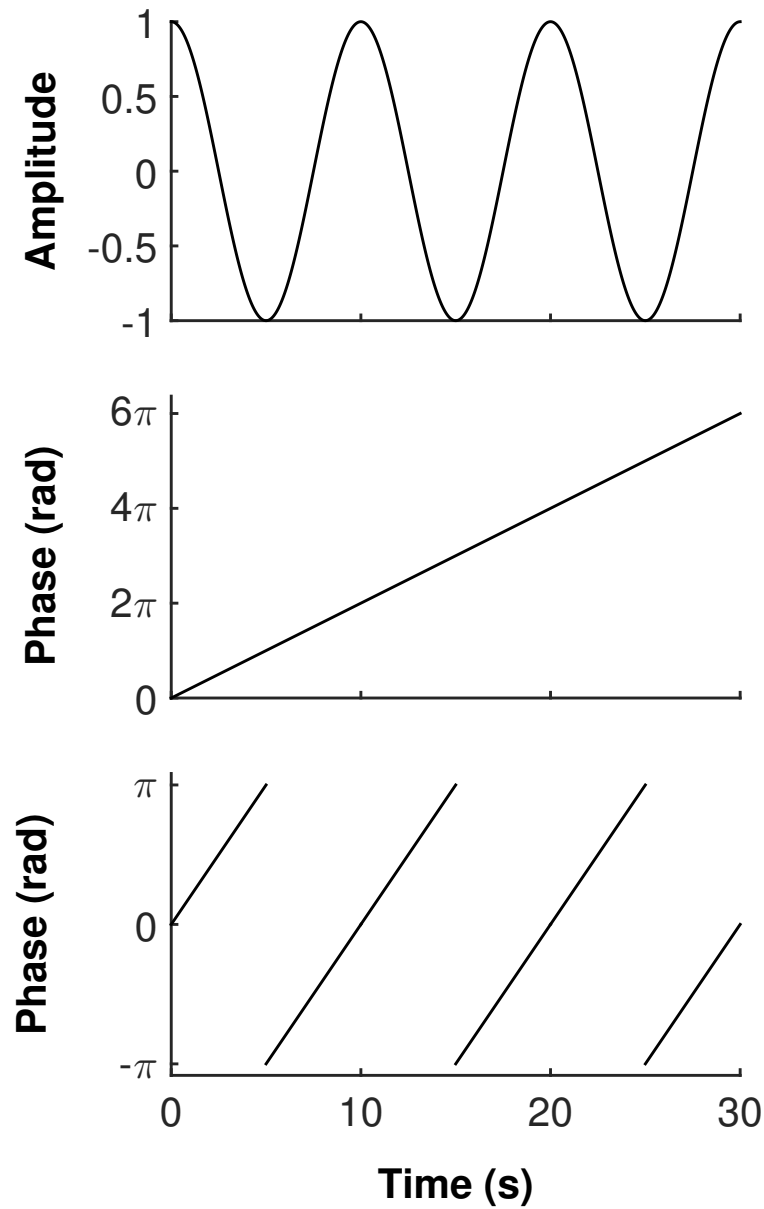 Amplitude
1
0.5
0
-0.5
-1
Phase (rad)
6π
4π
2π
0
Phase (rad)
π
0
-π
0 10 20 30
Time (s)